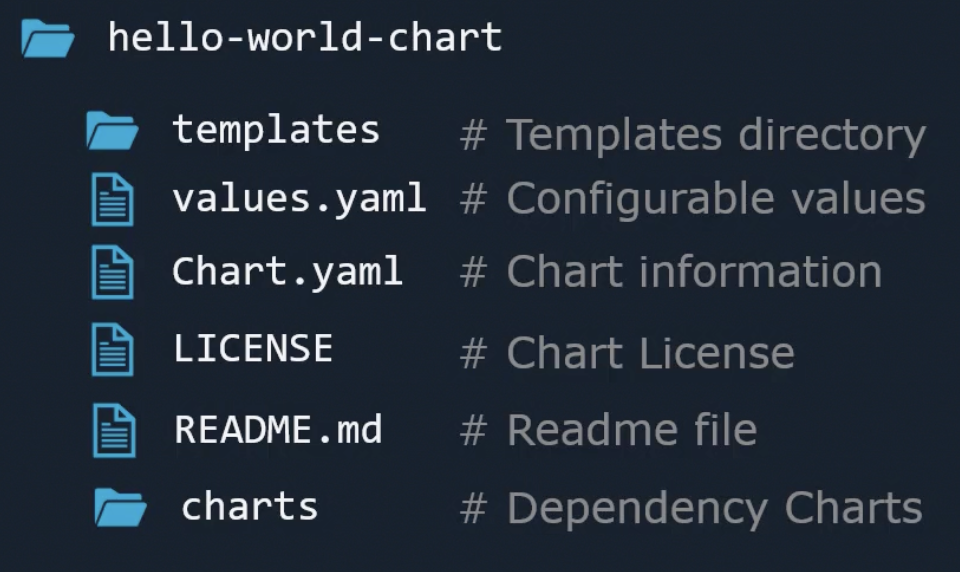 hello-world-chart
templates # Templates directory
values.yaml # Configurable values
Chart.yaml # Chart information
LICENSE # Chart License
README.md # Readme file
charts # Dependency Charts